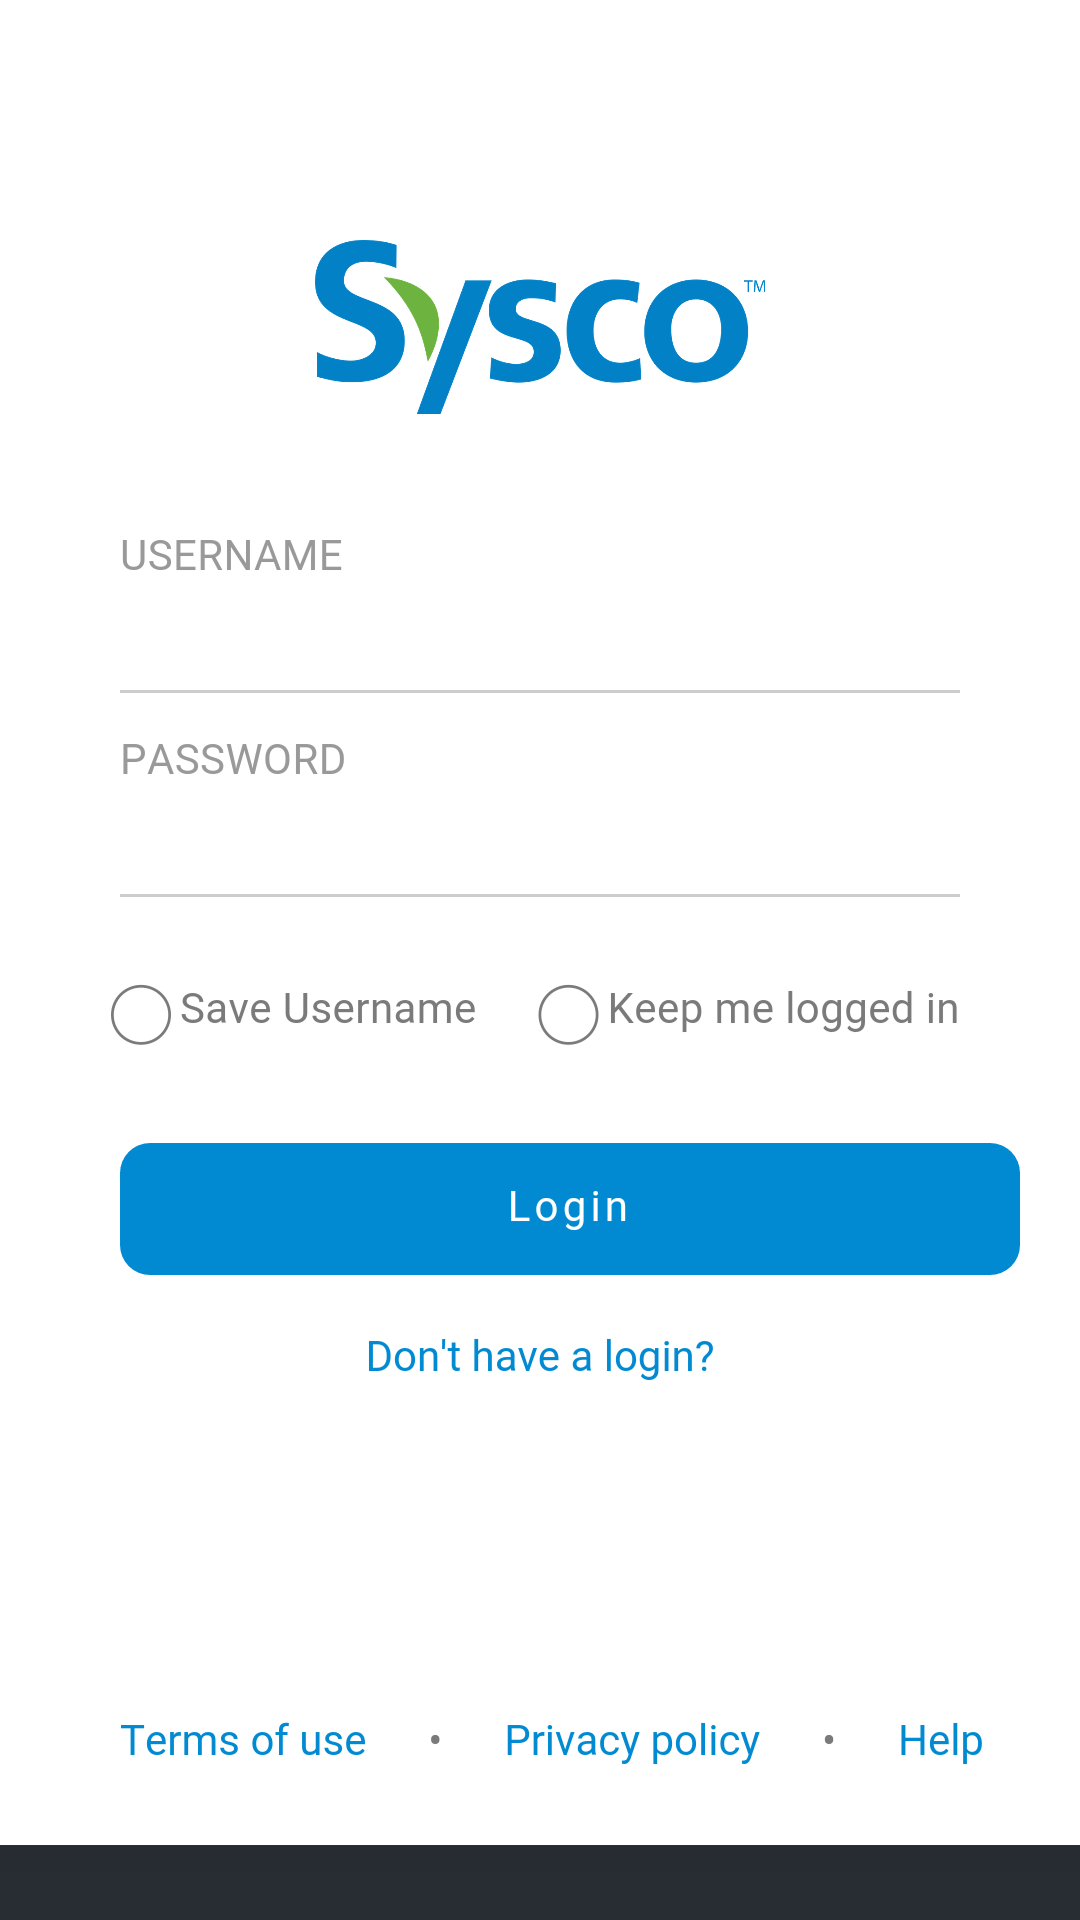 Sysco™
USERNAME
PASSWORD
Save Username
Keep me logged in
Login
Don't have a login?
Terms of use • Privacy policy • Help